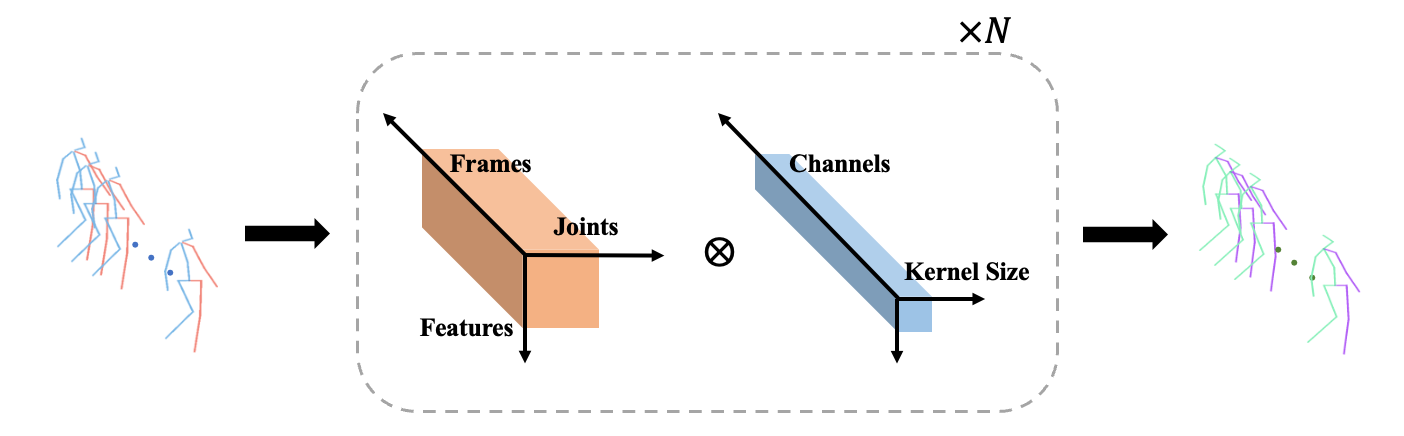 ×N
Frames
Channels
Joints
Kernel Size
Features